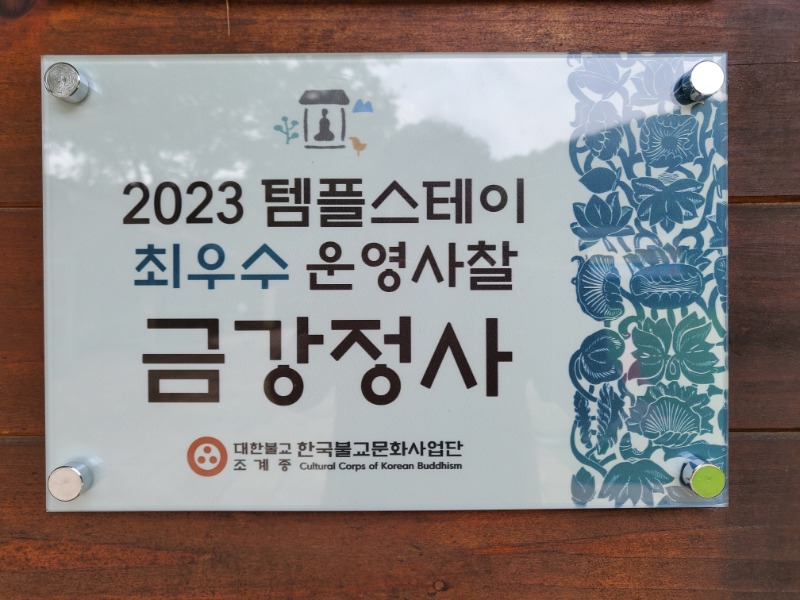 2023 템플스테이
최우수 운영사찰
금강정사
대한불교 조계종 한국불교문화사업단
Cultural Corps of Korean Buddhism